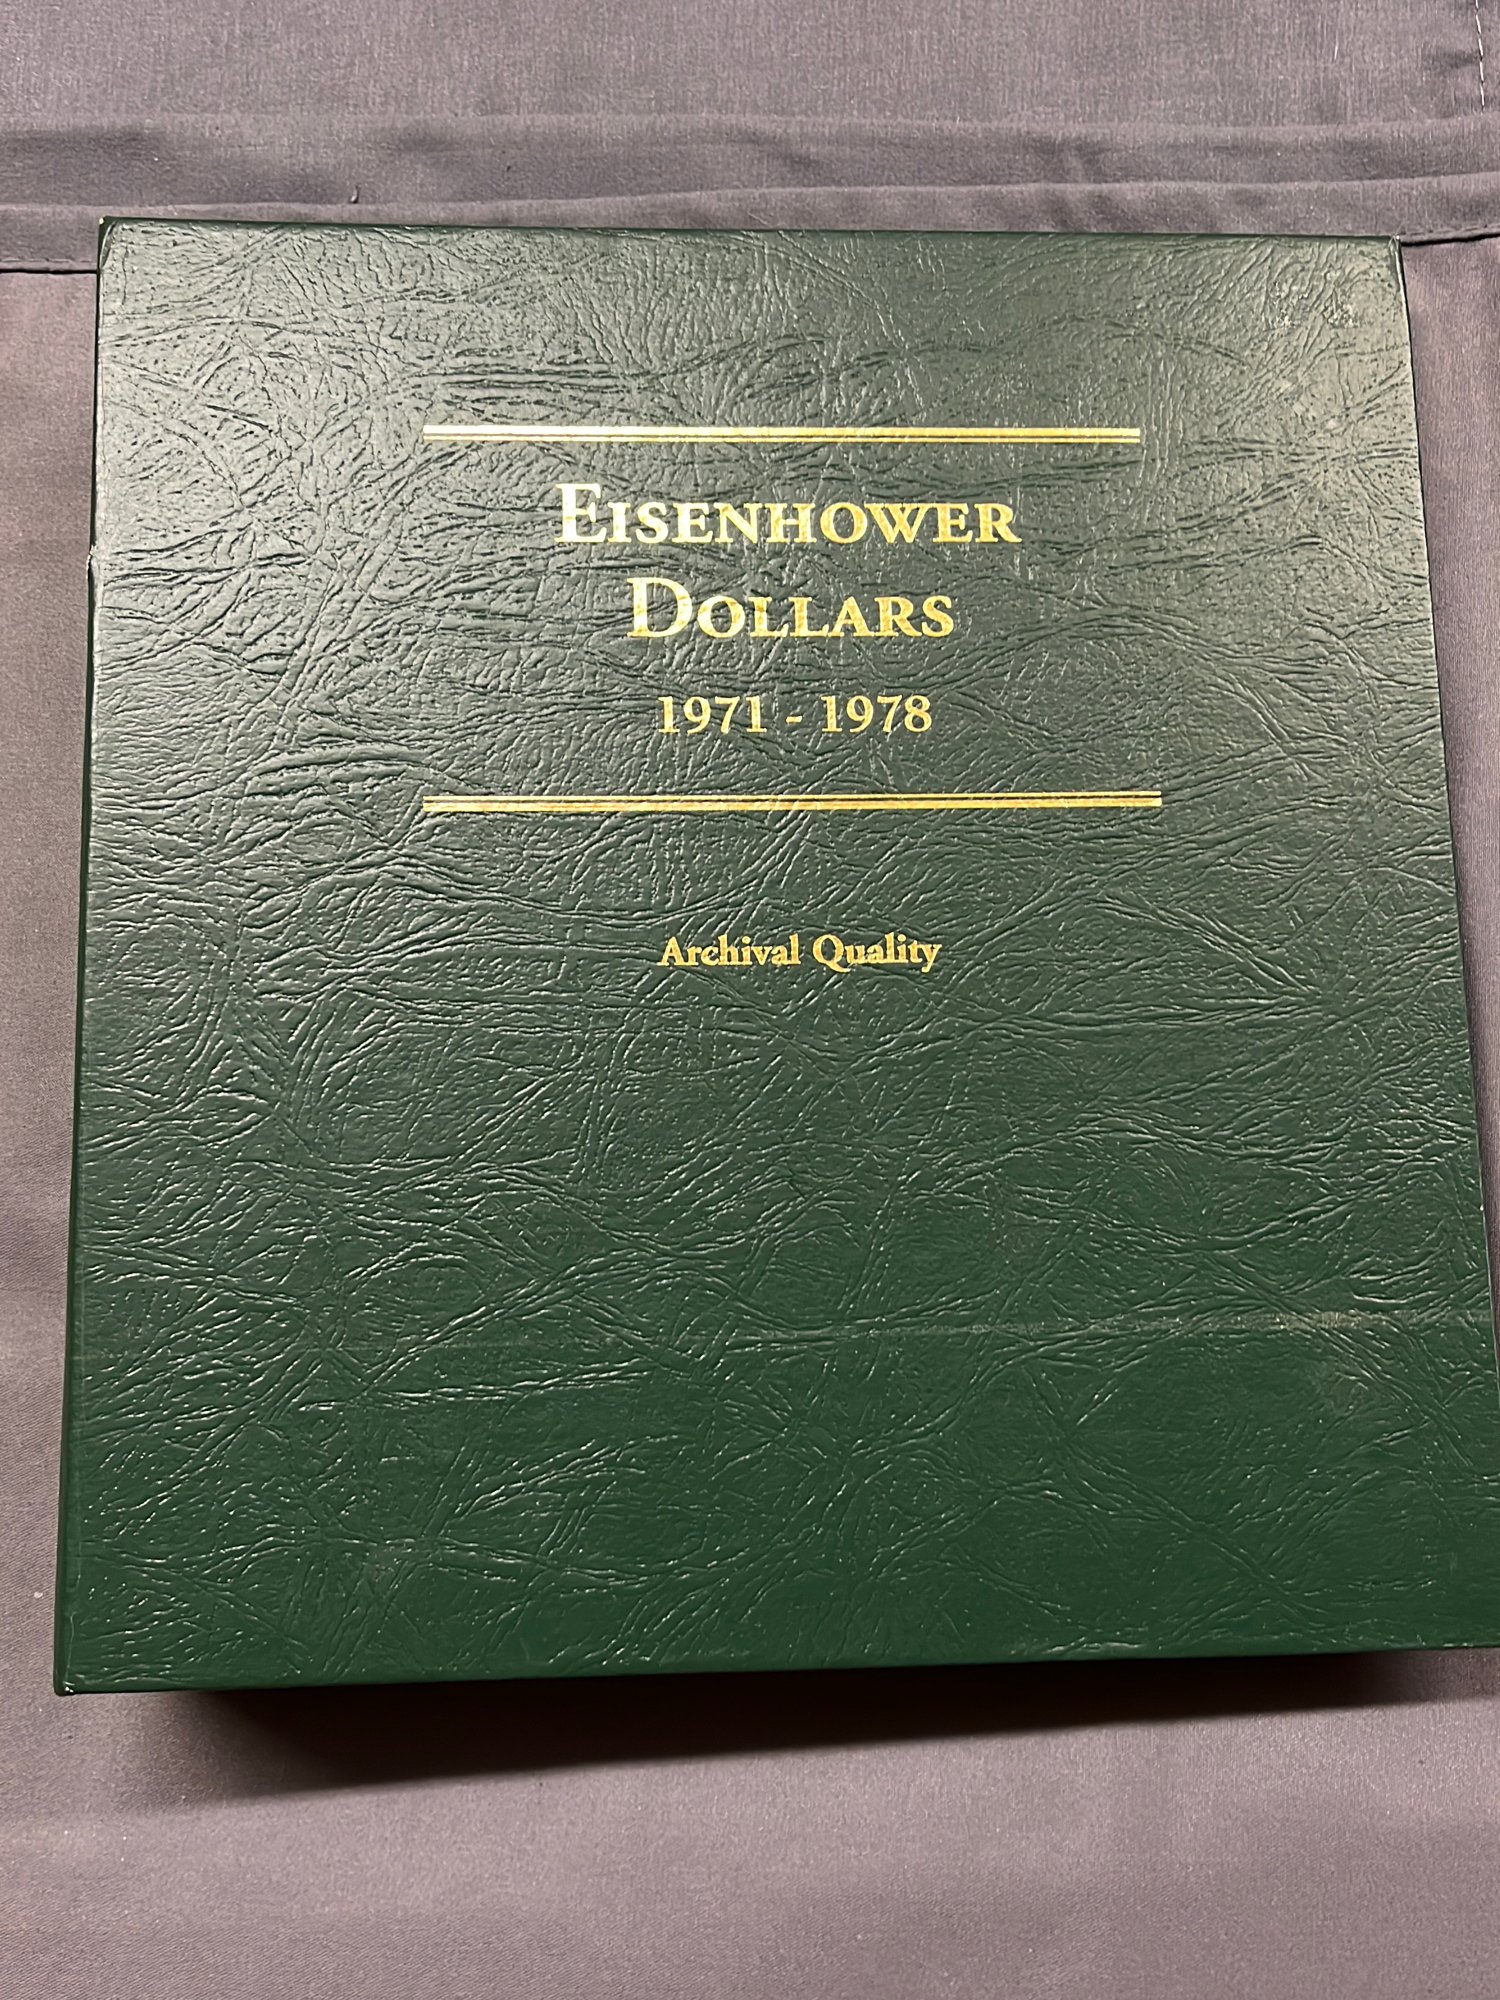 EISENHOWER
DOLLARS
1971 - 1978
Archival Quality